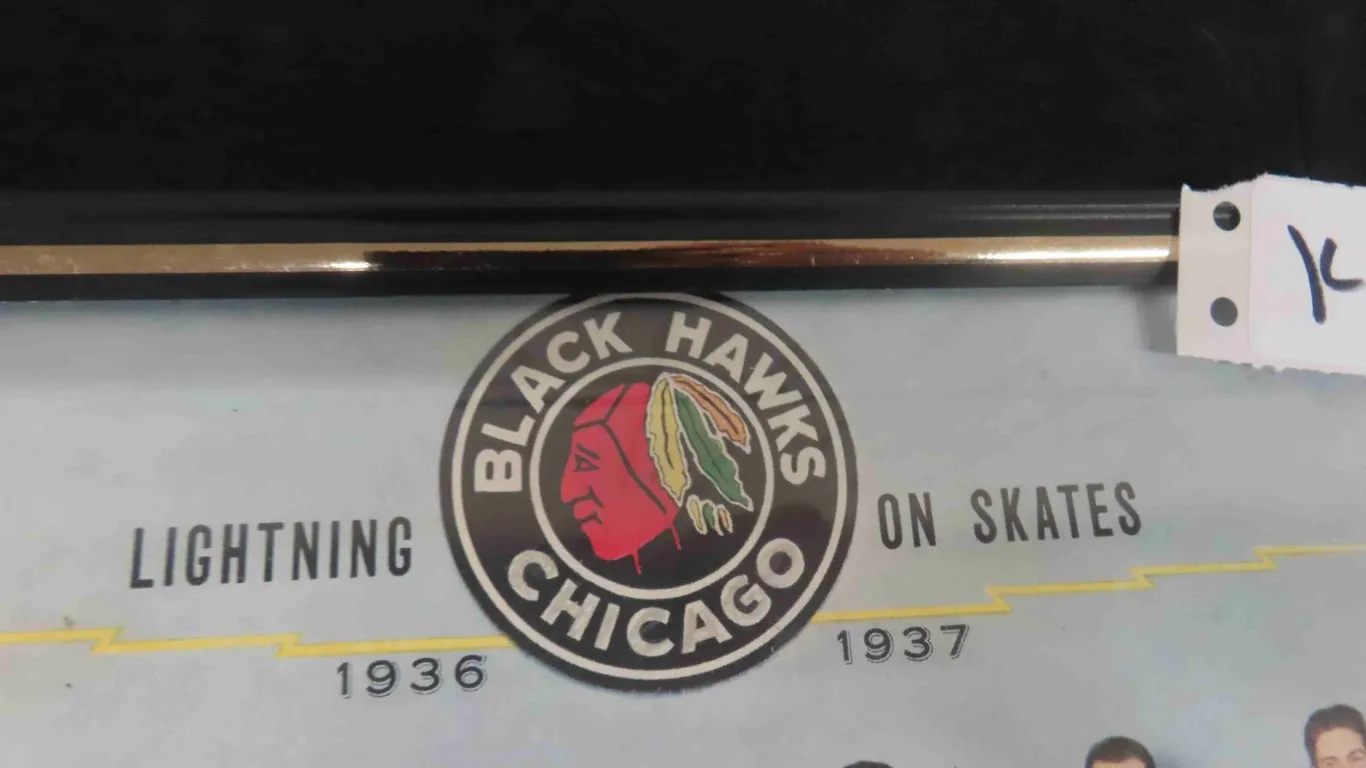 BLACK HAWKS
LIGHTNING ON SKATES
CHICAGO
1936 1937